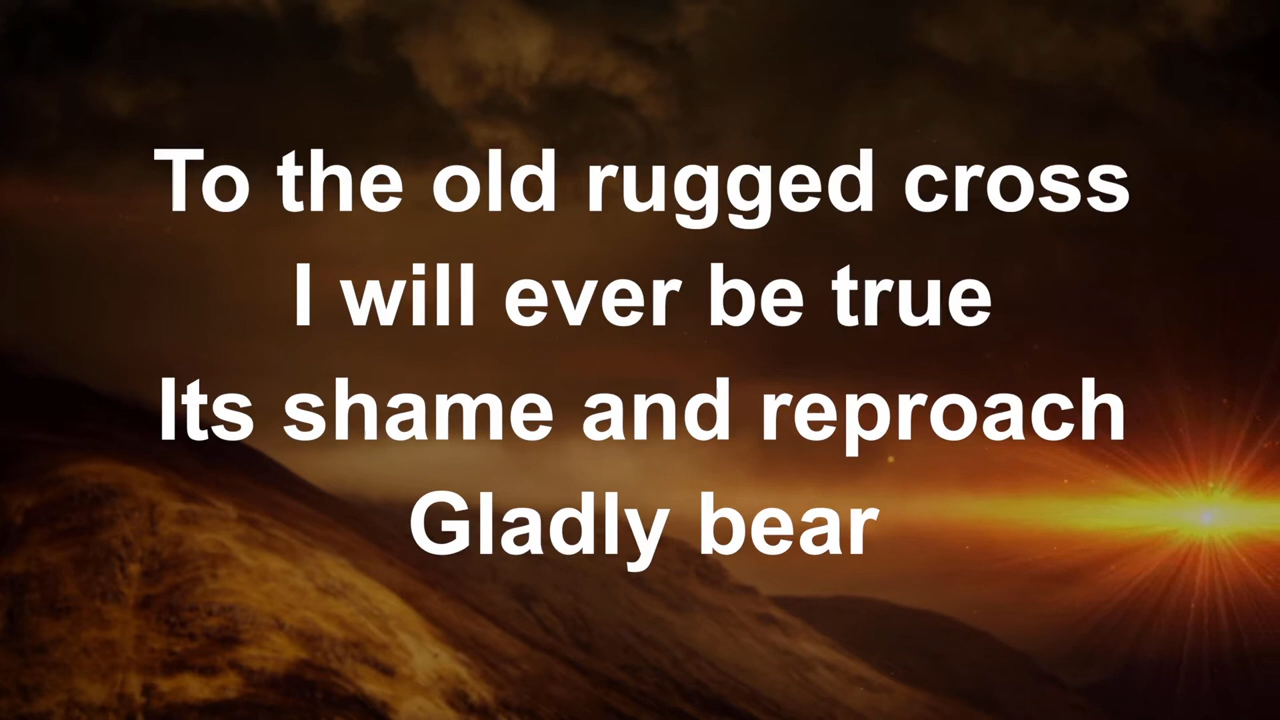 To the old rugged cross
I will ever be true
Its shame and reproach
Gladly bear